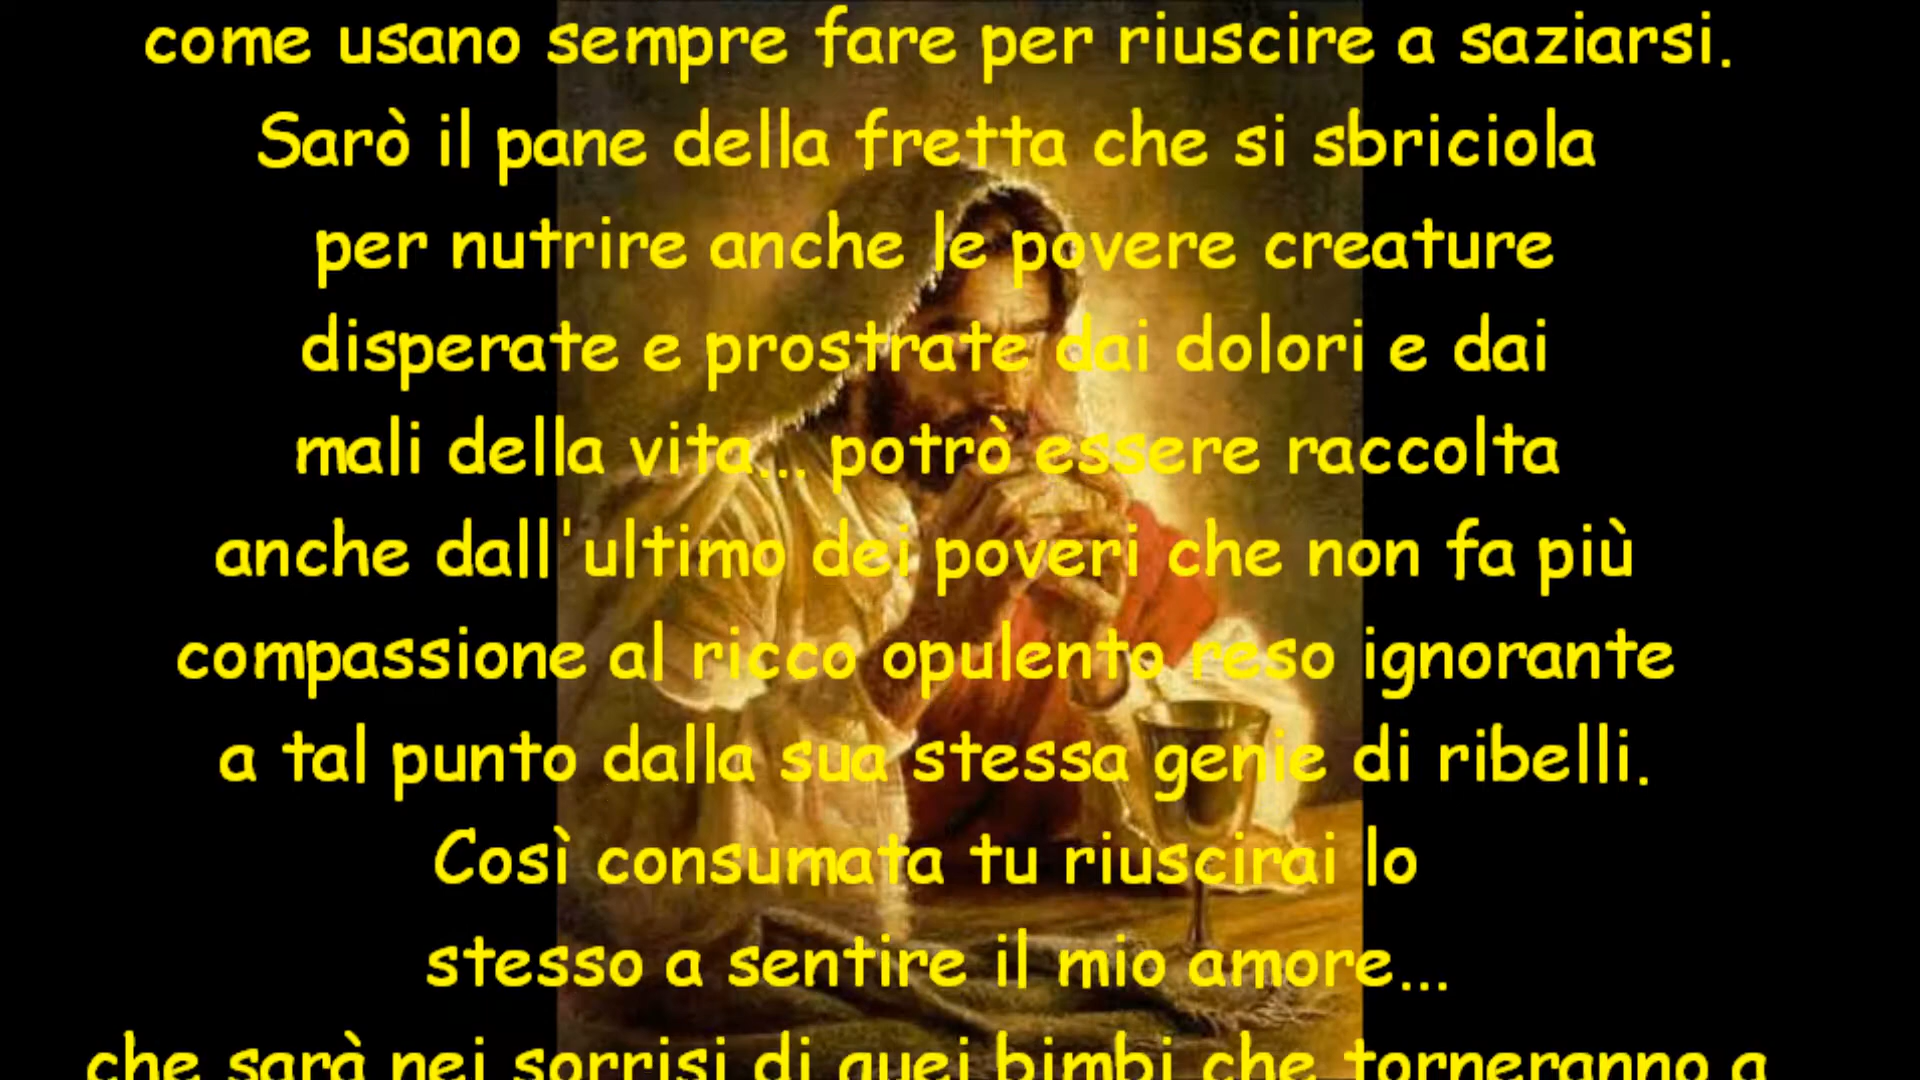 come usano sempre fare per riuscire a saziarsi.
Sarò il pane della fretta che si sbriciola
per nutrire anche le povere creature
disperate e prostrate dai dolori e dai
mali della vita... potrò essere raccolta
anche dall'ultimo dei poveri che non fa più
compassione al ricco opulento reso ignorante
a tal punto dalla sua stessa genie di ribelli.
Così consumata tu riuscirai lo
stesso a sentire il mio amore...
che sarà nei sorrisi di quei bimbi che torneranno a